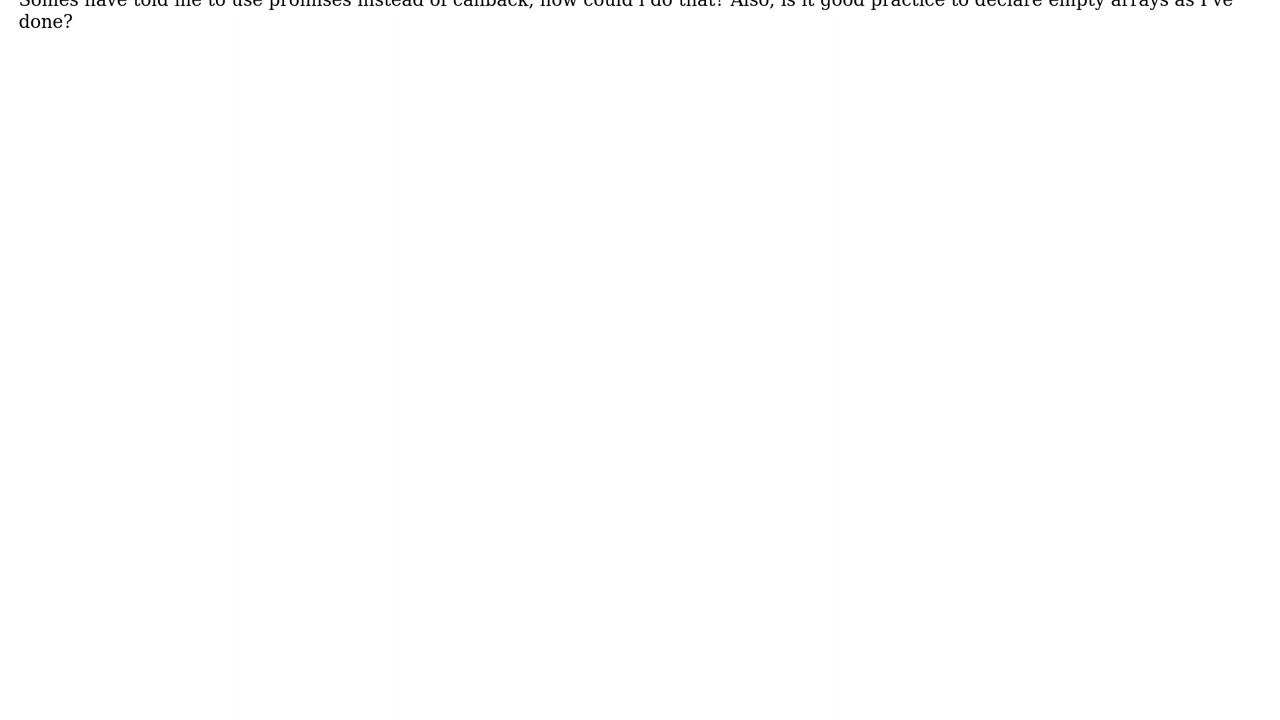 Somes have told me to use promises instead of callback, how could I do that? Also, is it good practice to declare empty arrays as I've
done?